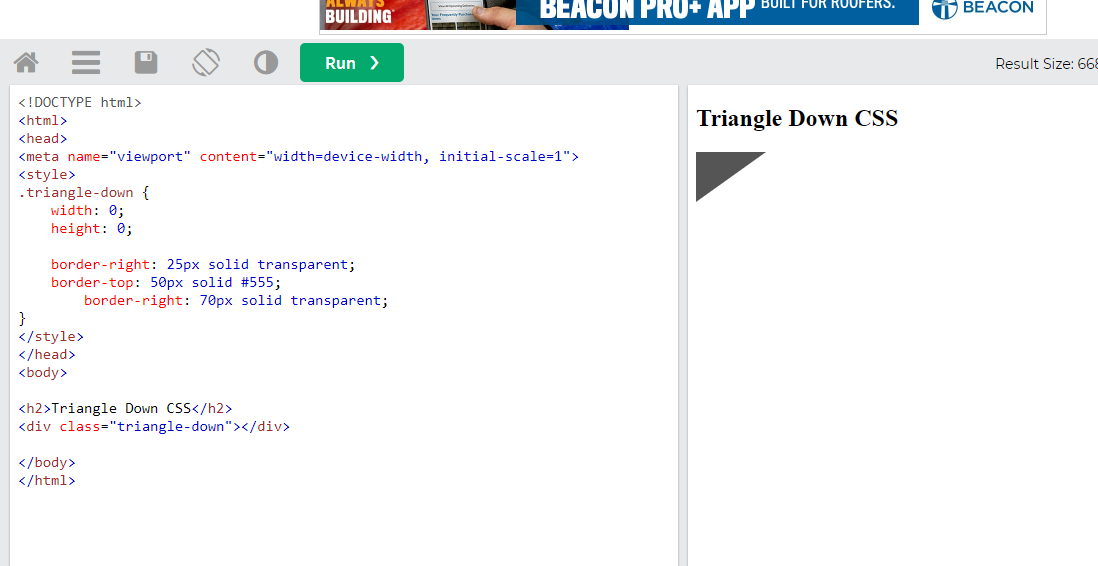 ALWAYS
BUILDING
BEACON PRO+ APP BUILT FOR ROOFERS.
BEACON
Run ❯
Result Size: 668
<!DOCTYPE html>
<html>
<head>
<meta name="viewport" content="width=device-width, initial-scale=1">
<style>
.triangle-down {
    width: 0;
    height: 0;
    border-right: 25px solid transparent;
    border-top: 50px solid #555;
        border-right: 70px solid transparent;
}
</style>
</head>
<body>
<h2>Triangle Down CSS</h2>
<div class="triangle-down"></div>
</body>
</html>
Triangle Down CSS